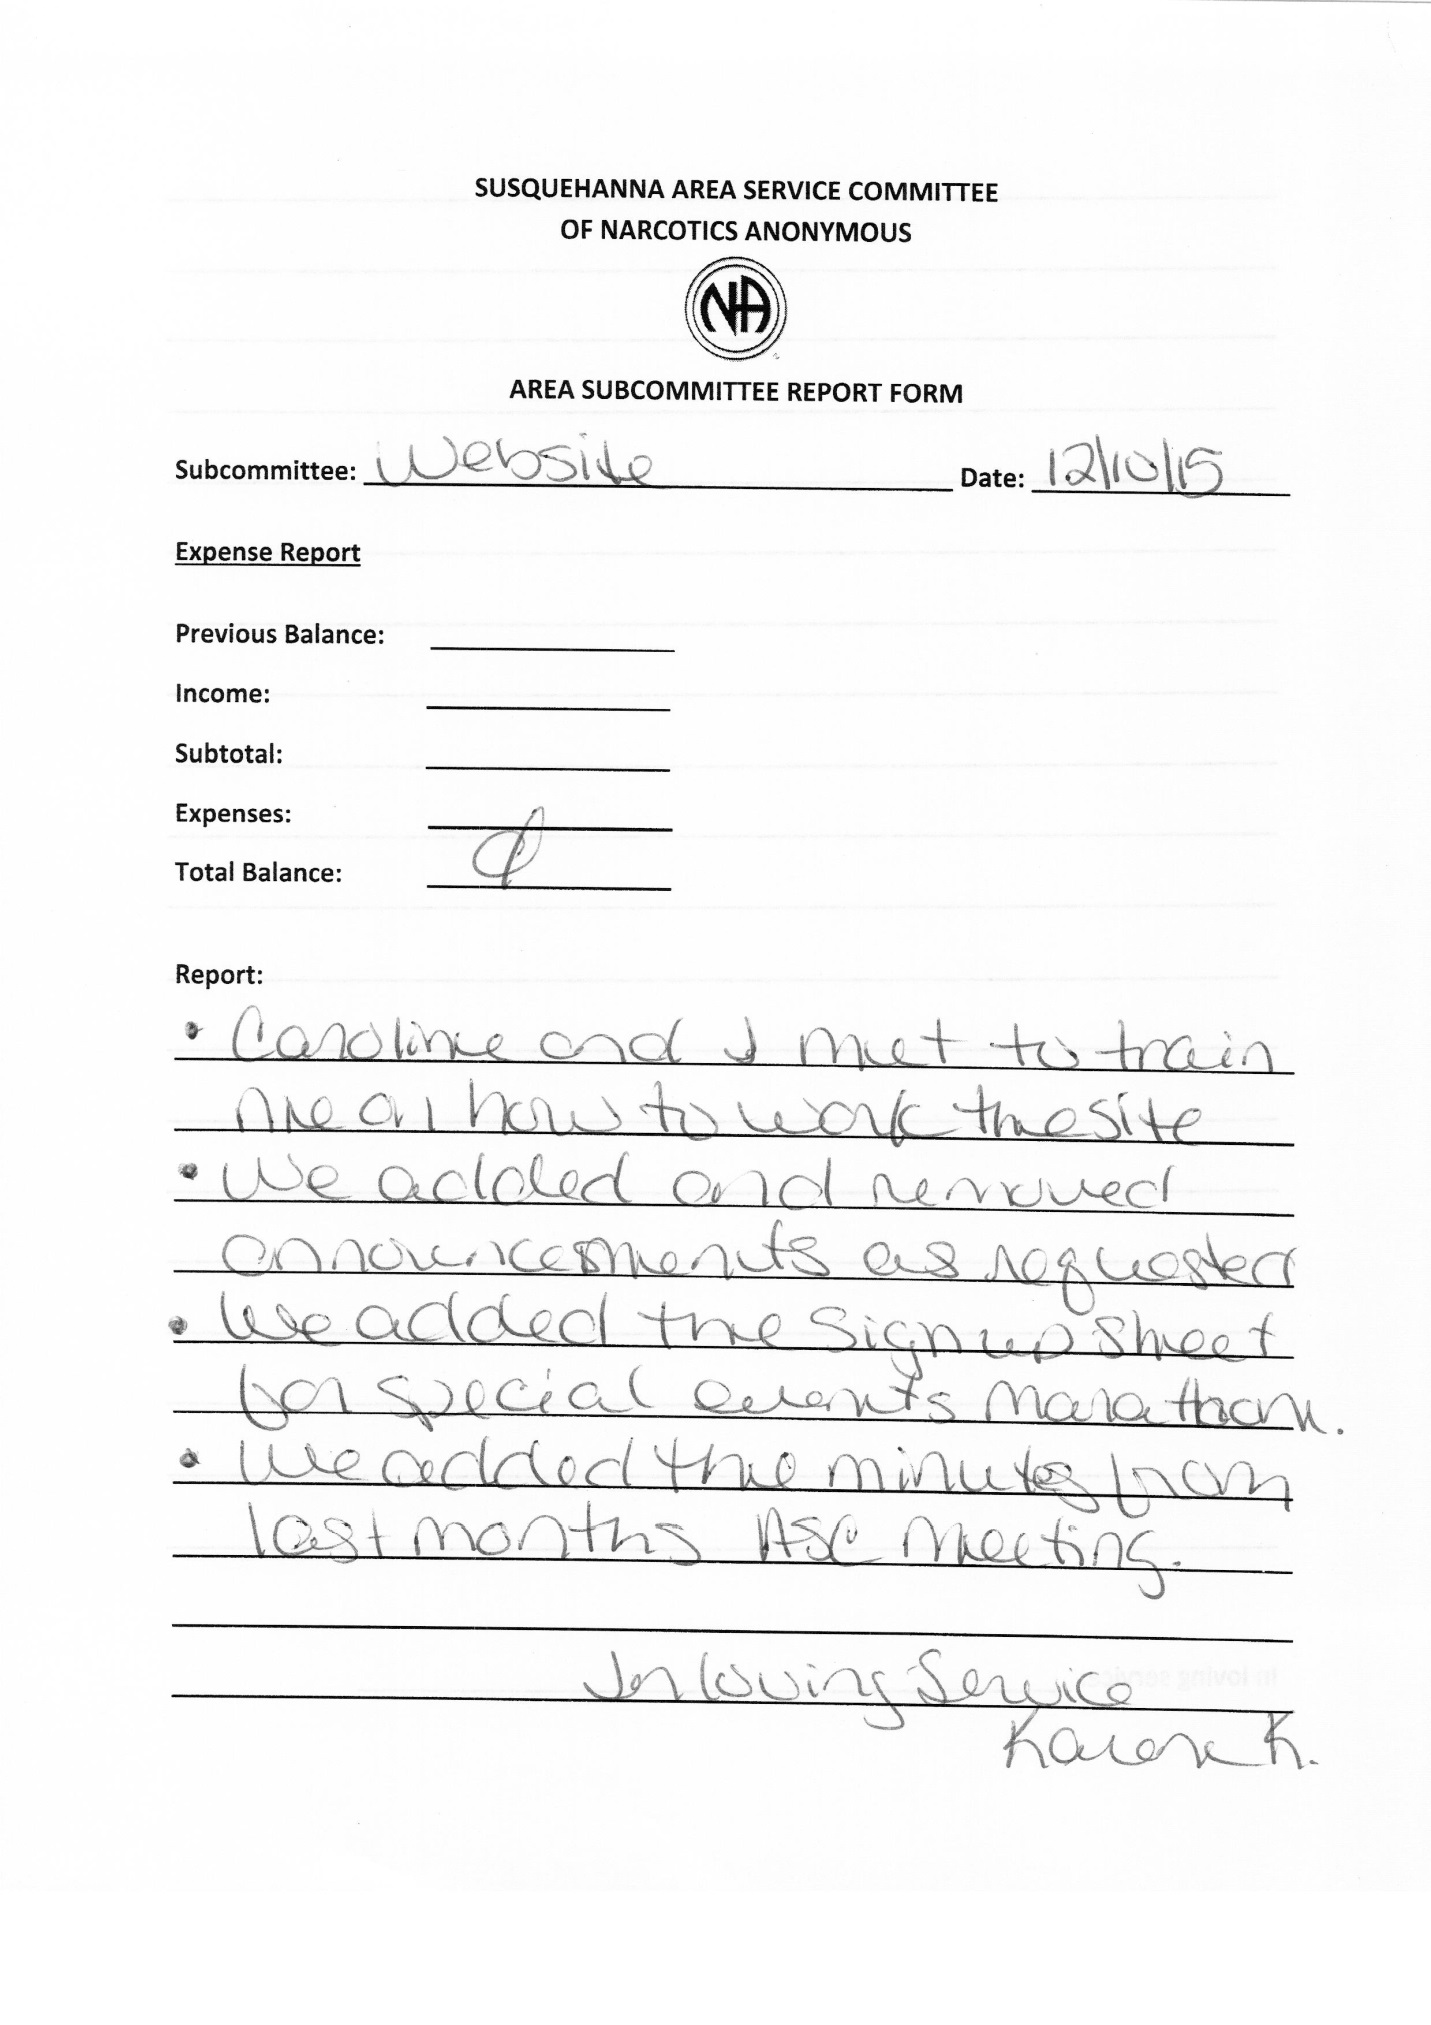 SUSQUEHANNA AREA SERVICE COMMITTEE
OF NARCOTICS ANONYMOUS
NA
AREA SUBCOMMITTEE REPORT FORM
Subcommittee: Website Date: 12/10/15
Expense Report
Previous Balance:
Income:
Subtotal:
Expenses:
Total Balance: Ø
Report:
• Caroline and I met to train
me on how to work the site
• We added and removed
announcements as requested
• We added the sign up sheet
for special events marathon.
• We added the minutes from
last months ASC meeting.
In loving Service
Karen K.